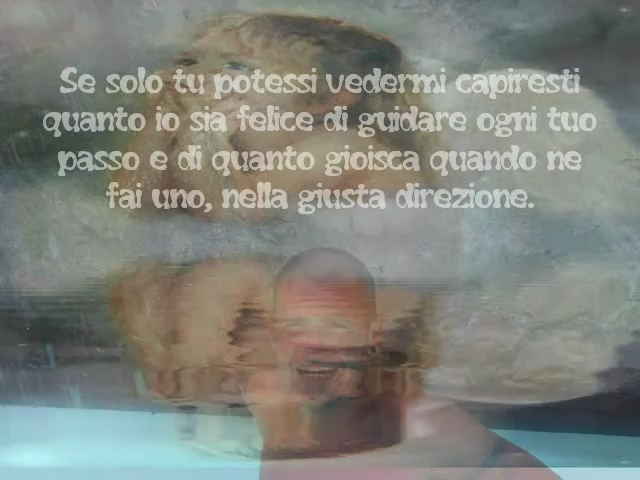 Se solo tu potessi vedermi capiresti
quanto io sia felice di guidare ogni tuo
passo e di quanto gioisca quando ne
fai uno, nella giusta direzione.